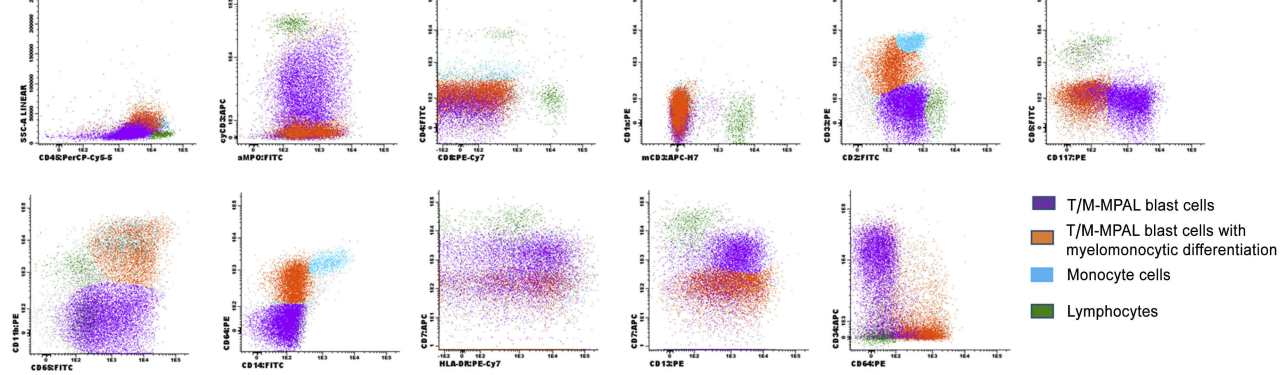 SSC-A LINEAR
CD45:PerCP-Cy5-5
cyCD3:APC
aMPO:FITC
CD4:FITC
CD8:PE-Cy7
CD1a:PE
mCD3:APC-H7
CD33:PE
CD2:FITC
CD5:FITC
CD117:PE
CD11b:PE
CD65:FITC
CD64:PE
CD14:FITC
CD7:APC
HLA-DR:PE-Cy7
CD7:APC
CD13:PE
CD34:APC
CD64:PE
T/M-MPAL blast cells
T/M-MPAL blast cells with
myelomonocytic differentiation
Monocyte cells
Lymphocytes